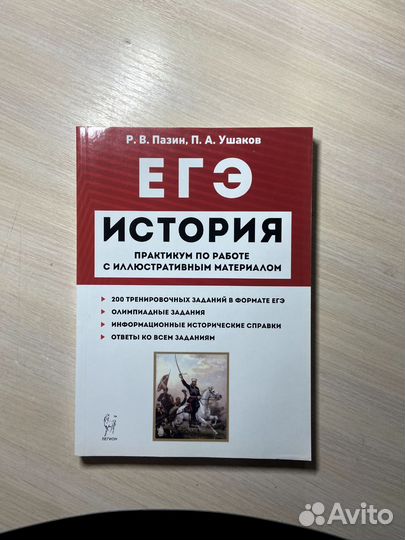 Р. В. Пазин, П. А. Ушаков
ЕГЭ
ИСТОРИЯ
ПРАКТИКУМ ПО РАБОТЕ
С ИЛЛЮСТРАТИВНЫМ МАТЕРИАЛОМ
200 ТРЕНИРОВОЧНЫХ ЗАДАНИЙ В ФОРМАТЕ ЕГЭ
ОЛИМПИАДНЫЕ ЗАДАНИЯ
ИНФОРМАЦИОННЫЕ ИСТОРИЧЕСКИЕ СПРАВКИ
ОТВЕТЫ КО ВСЕМ ЗАДАНИЯМ
ЛЕГИОН
Avito